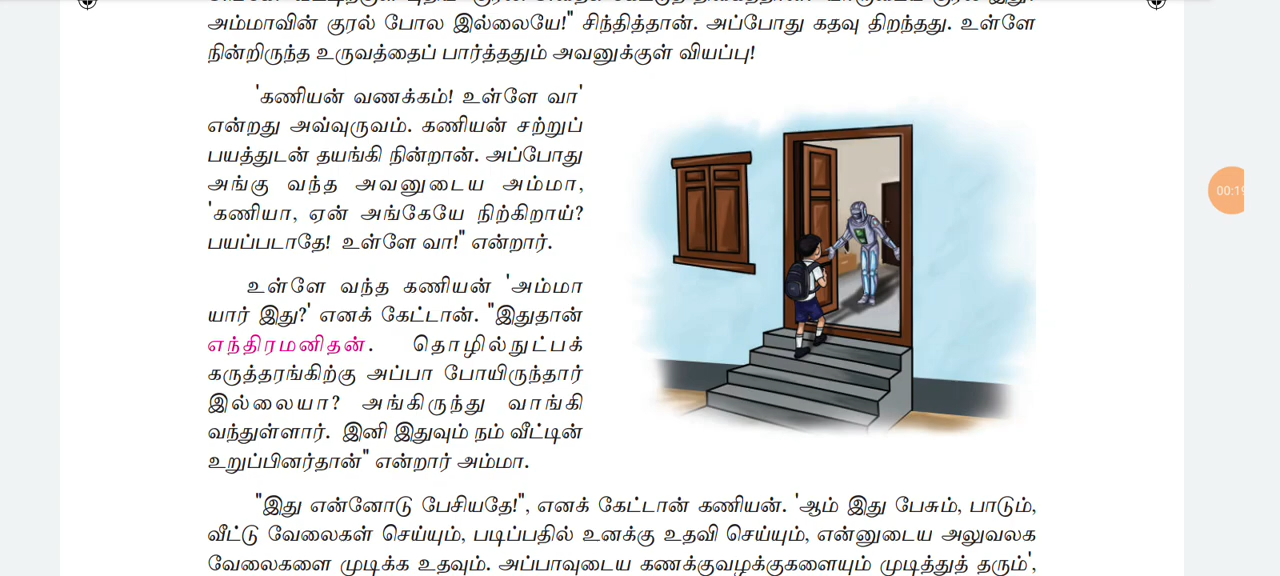 அம்மாவின் குரல் போல இல்லையே!" சிந்தித்தான். அப்போது கதவு திறந்தது. உள்ளே
நின்றிருந்த உருவத்தைப் பார்த்ததும் அவனுக்குள் வியப்பு!
'கணியன் வணக்கம்! உள்ளே வா'
என்றது அவ்வுருவம். கணியன் சற்றுப்
பயத்துடன் தயங்கி நின்றான். அப்போது
அங்கு வந்த அவனுடைய அம்மா,
'கணியா, ஏன் அங்கேயே நிற்கிறாய்?
பயப்படாதே! உள்ளே வா!" என்றார்.
உள்ளே வந்த கணியன் 'அம்மா
யார் இது?' எனக் கேட்டான். "இதுதான்
எந்திரமனிதன். தொழில்நுட்பக்
கருத்தரங்கிற்கு அப்பா போயிருந்தார்
இல்லையா? அங்கிருந்து வாங்கி
வந்துள்ளார். இனி இதுவும் நம் வீட்டின்
உறுப்பினர்தான்" என்றார் அம்மா.
"இது என்னோடு பேசியதே!", எனக் கேட்டான் கணியன். 'ஆம் இது பேசும், பாடும்,
வீட்டு வேலைகள் செய்யும், படிப்பதில் உனக்கு உதவி செய்யும், என்னுடைய அலுவலக
வேலைகளை முடிக்க உதவும். அப்பாவுடைய கணக்குவழக்குகளையும் முடித்துத் தரும்',
00:19